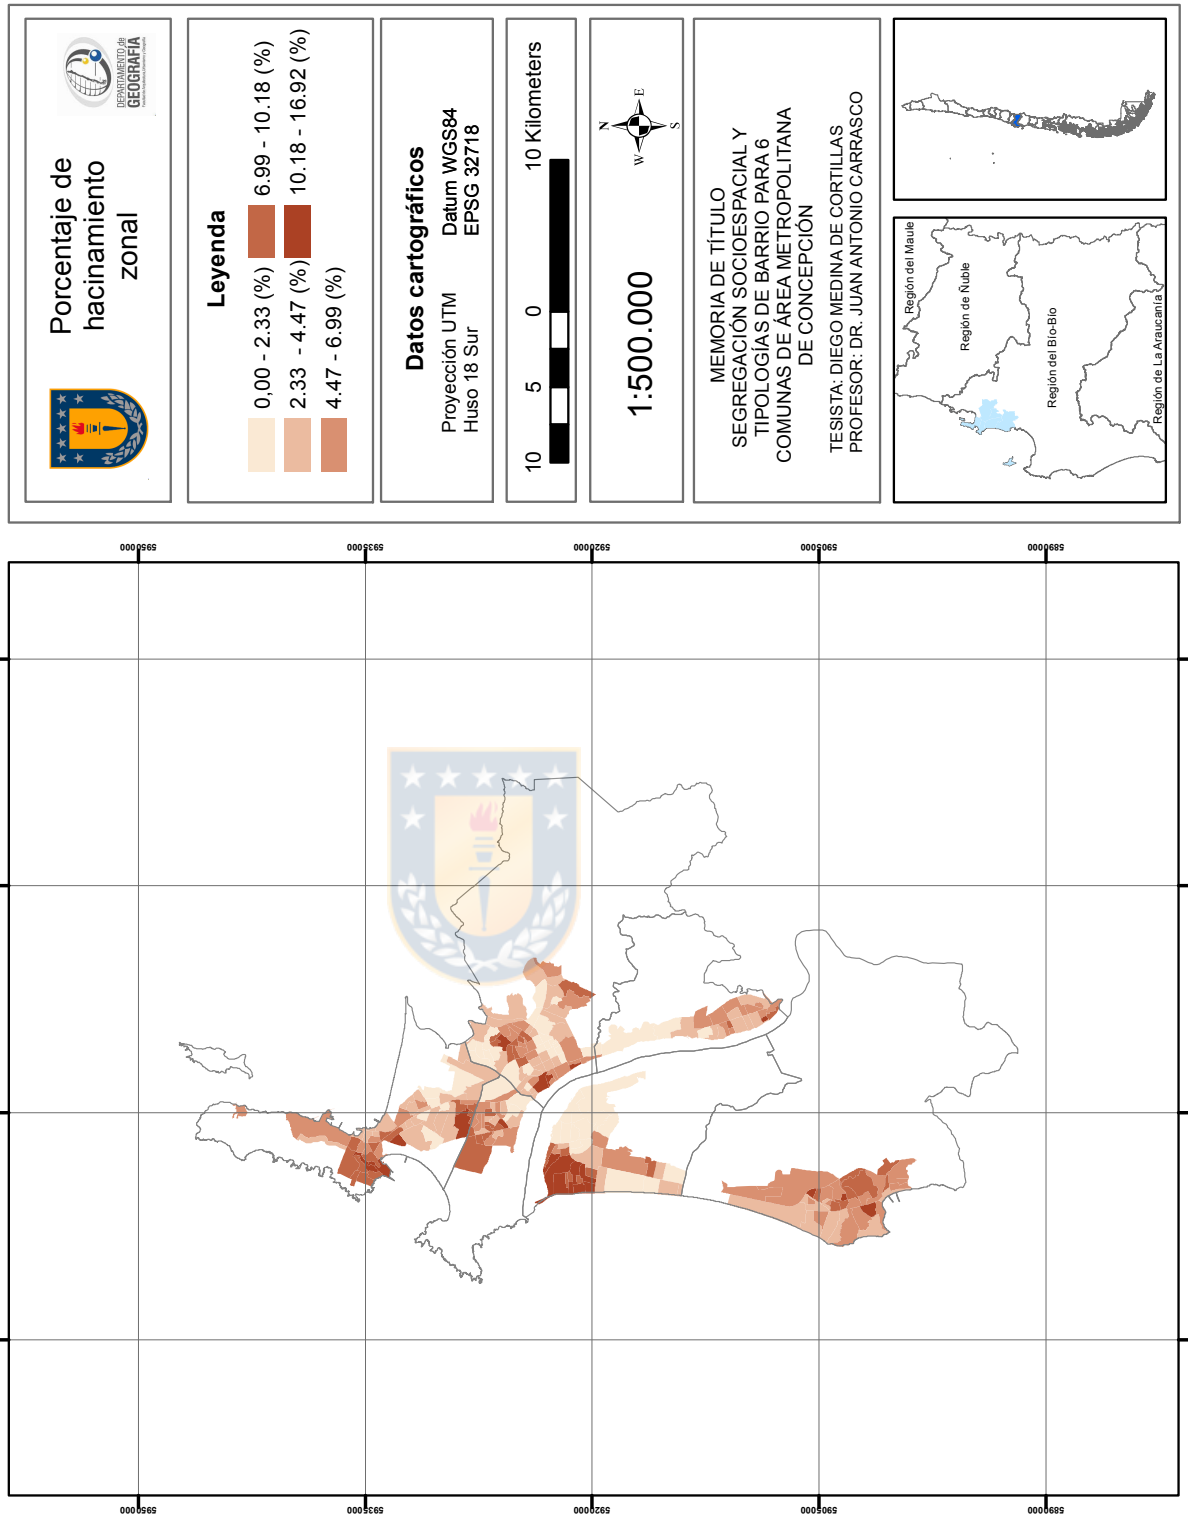 Porcentaje de
hacinamiento
zonal
DEPARTAMENTO de
GEOGRAFÍA
Leyenda
0,00 - 2.33 (%)
2.33 - 4.47 (%)
4.47 - 6.99 (%)
6.99 - 10.18 (%)
10.18 - 16.92 (%)
Datos cartográficos
Proyección UTM
Huso 18 Sur
Datum WGS84
EPSG 32718
10 5 0 10 Kilometers
1:500.000
N
W E
S
MEMORIA DE TÍTULO
SEGREGACIÓN SOCIOESPACIAL Y
TIPOLOGÍAS DE BARRIO PARA 6
COMUNAS DE ÁREA METROPOLITANA
DE CONCEPCIÓN
TESISTA: DIEGO MEDINA DE CORTILLAS
PROFESOR: DR. JUAN ANTONIO CARRASCO
Región del Maule
Región de Ñuble
Región del Bío-Bío
Región de La Araucanía
5950000
5935000
5920000
5905000
5890000
5950000
5935000
5920000
5905000
5890000